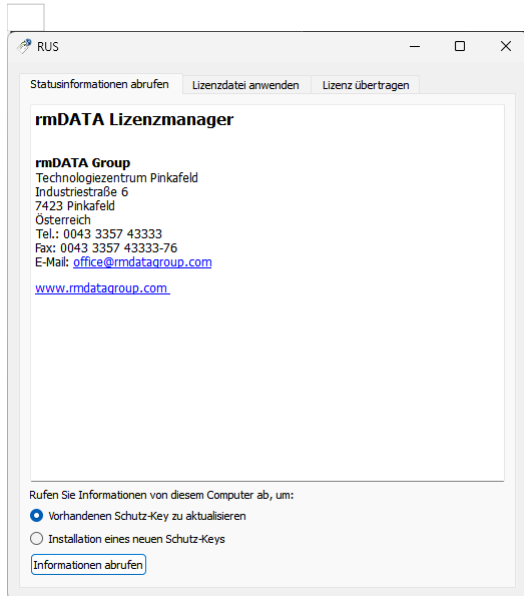 RUS
Statusinformationen abrufen
Lizenzdatei anwenden
Lizenz übertragen
rmDATA Lizenzmanager
rmDATA Group
Technologiezentrum Pinkafeld
Industriestraße 6
7423 Pinkafeld
Österreich
Tel.: 0043 3357 43333
Fax: 0043 3357 43333-76
E-Mail: office@rmdatagroup.com
www.rmdatagroup.com
Rufen Sie Informationen von diesem Computer ab, um:
Vorhandenen Schutz-Key zu aktualisieren
Installation eines neuen Schutz-Keys
Informationen abrufen